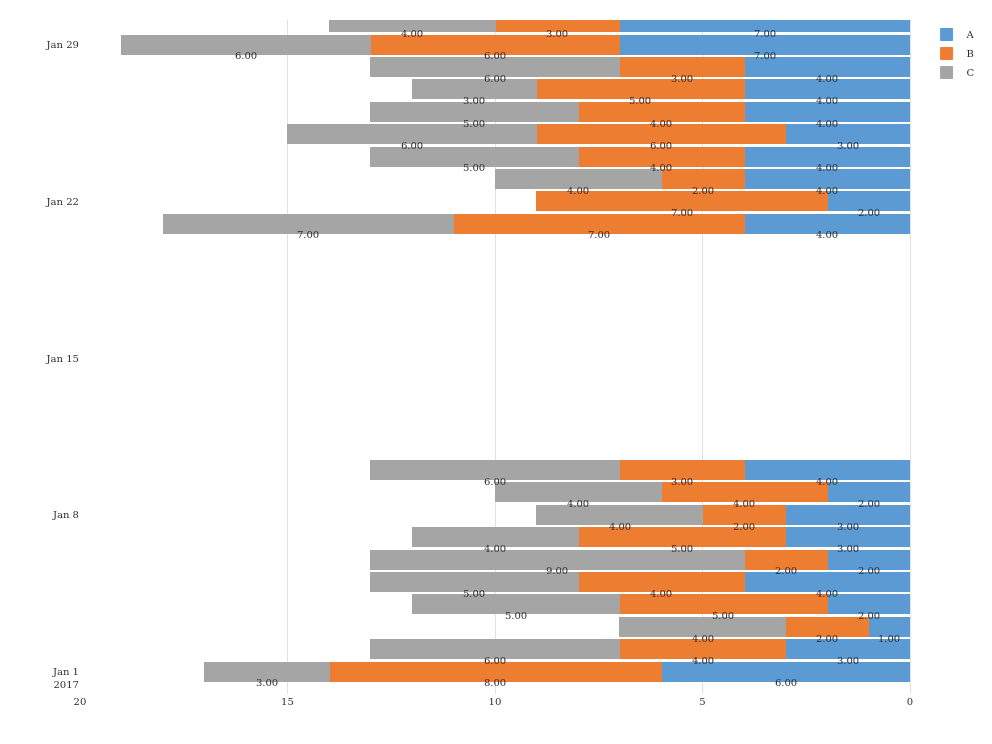 4.00 3.00 7.00 A
Jan 29
6.00 6.00 7.00 B
6.00 3.00 4.00 C
3.00 5.00 4.00
5.00 4.00 4.00
6.00 6.00 3.00
5.00 4.00 4.00
4.00 2.00 4.00
Jan 22
7.00 2.00
7.00 7.00 4.00
Jan 15
6.00 3.00 4.00
4.00 4.00 2.00
Jan 8
4.00 2.00 3.00
4.00 5.00 3.00
9.00 2.00 2.00
5.00 4.00 4.00
5.00 5.00 2.00
4.00 2.00 1.00
6.00 4.00 3.00
Jan 1
2017
3.00 8.00 6.00
20 15 10 5 0